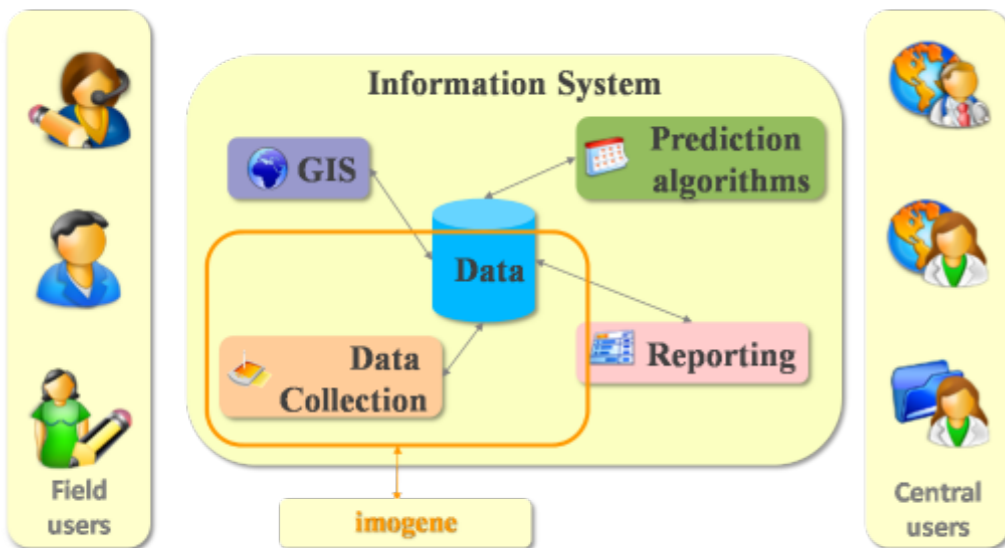 Information System
GIS
Prediction
algorithms
Data
Data
Collection
Reporting
Field
users
imogene
Central
users